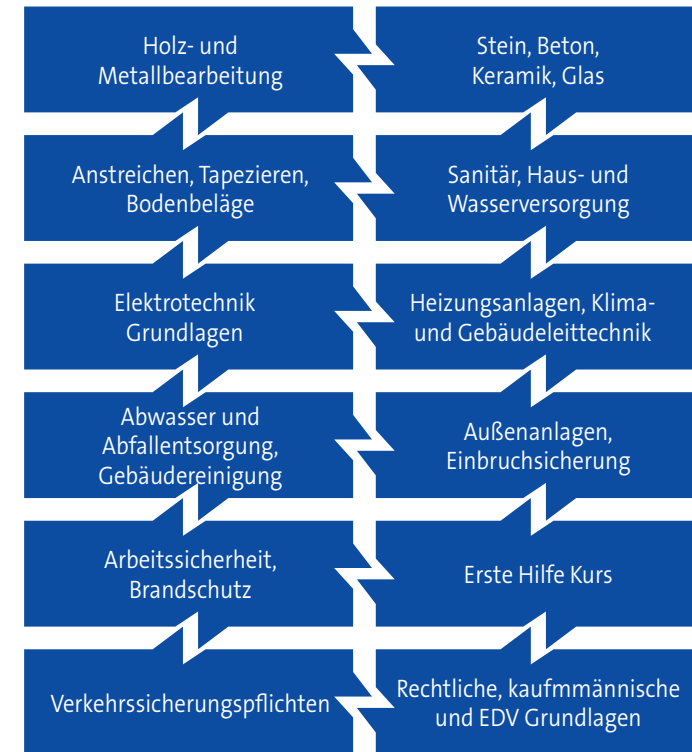 Holz- und
Metallbearbeitung
Stein, Beton,
Keramik, Glas
Anstreichen, Tapezieren,
Bodenbeläge
Sanitär, Haus- und
Wasserversorgung
Elektrotechnik
Grundlagen
Heizungsanlagen, Klima-
und Gebäudeleittechnik
Abwasser und
Abfallentsorgung,
Gebäudereinigung
Außenanlagen,
Einbruchsicherung
Arbeitssicherheit,
Brandschutz
Erste Hilfe Kurs
Verkehrssicherungspflichten
Rechtliche, kaufmmännische
und EDV Grundlagen